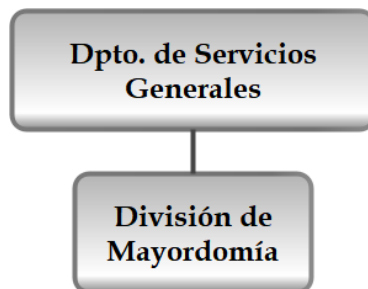 Dpto. de Servicios
Generales
División de
Mayordomía